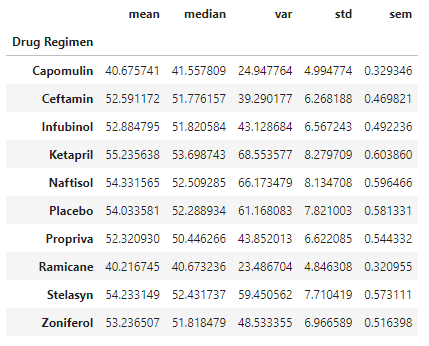 mean median var std sem
Drug Regimen
Capomulin 40.675741 41.557809 24.947764 4.994774 0.329346
Ceftamin 52.591172 51.776157 39.290177 6.268188 0.469821
Infubinol 52.884795 51.820584 43.128684 6.567243 0.492236
Ketapril 55.235638 53.698743 68.553577 8.279709 0.603860
Naftisol 54.331565 52.509285 66.173479 8.134708 0.596466
Placebo 54.033581 52.288934 61.168083 7.821003 0.581331
Propriva 52.320930 50.446266 43.852013 6.622085 0.544332
Ramicane 40.216745 40.673236 23.486704 4.846308 0.320955
Stelasyn 54.233149 52.431737 59.450562 7.710419 0.573111
Zoniferol 53.236507 51.818479 48.533355 6.966589 0.516398